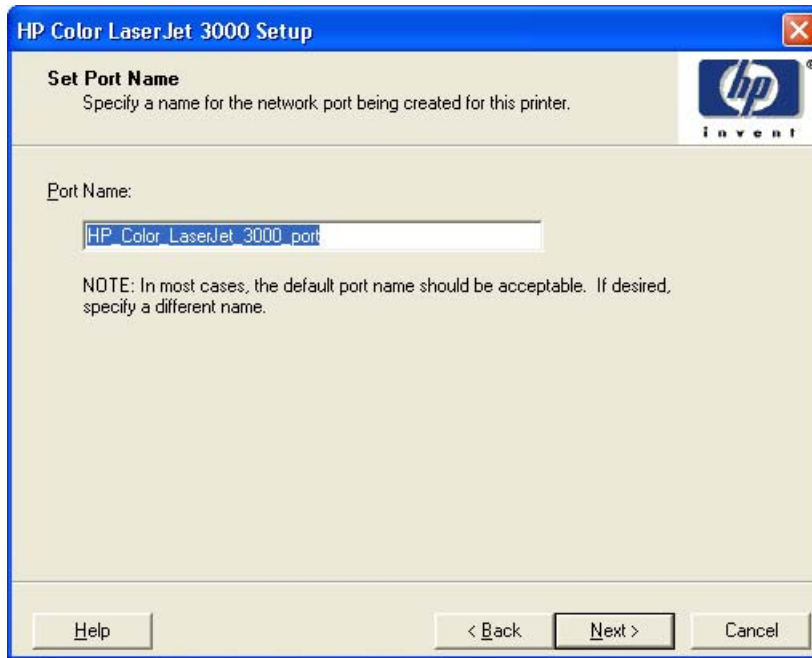 HP Color LaserJet 3000 Setup
Set Port Name
Specify a name for the network port being created for this printer.
hp
®
invent
Port Name:
HP_Color_LaserJet_3000_port
NOTE: In most cases, the default port name should be acceptable. If desired,
specify a different name.
Help
< Back
Next >
Cancel